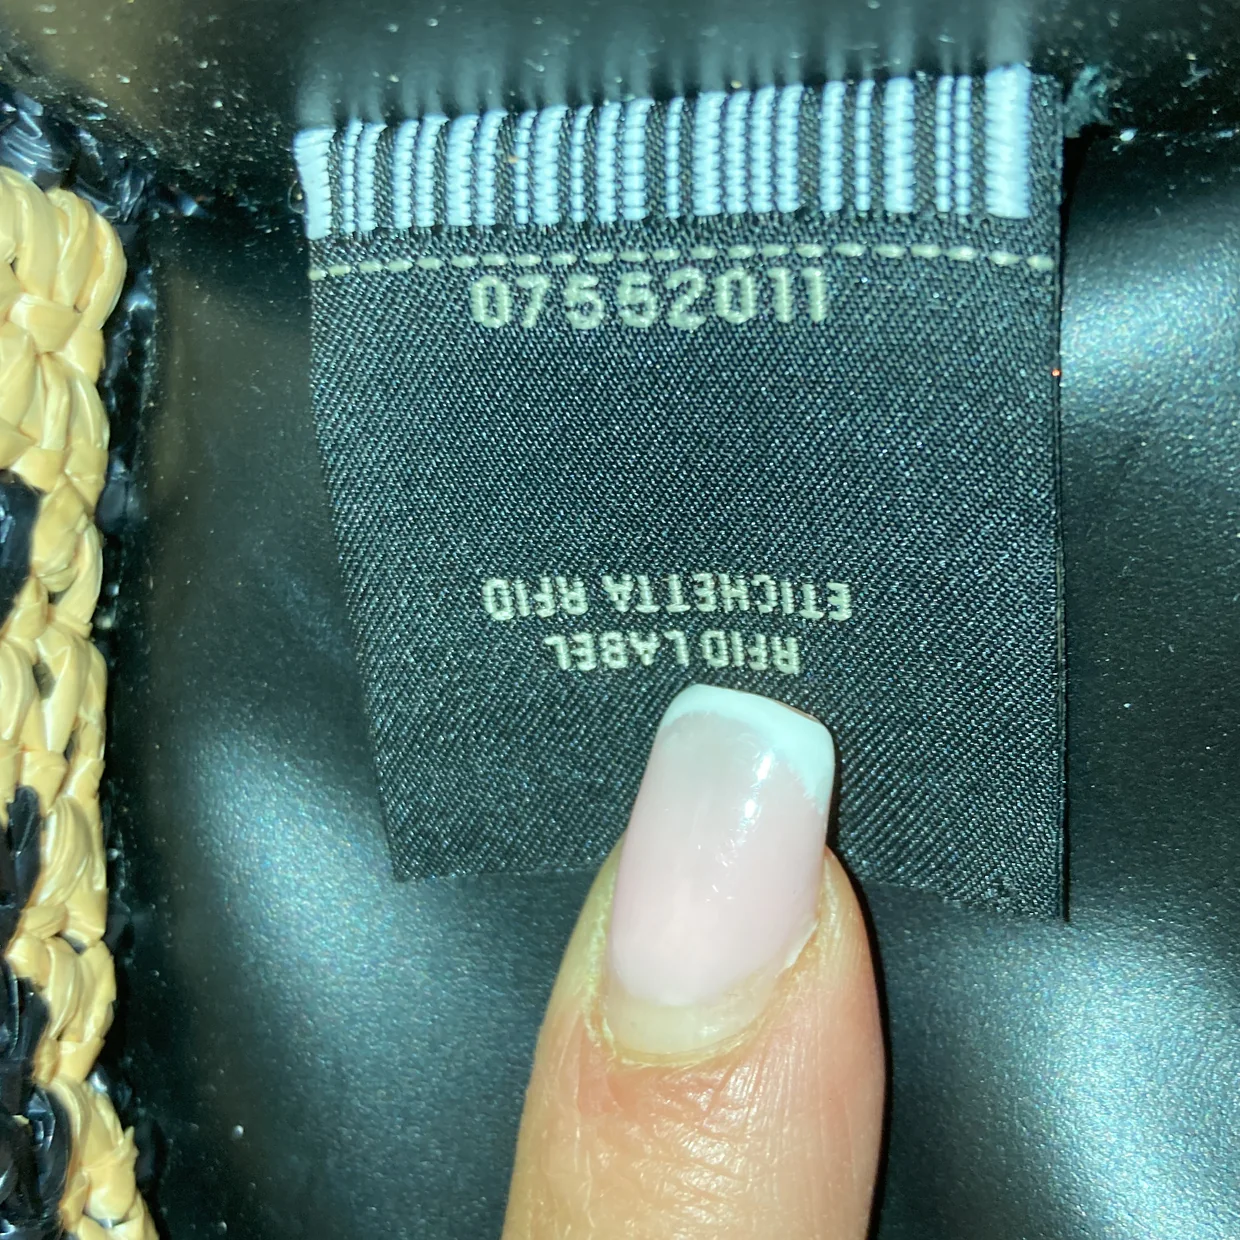 07552011
RFID LABEL
ETICHETTA RFID